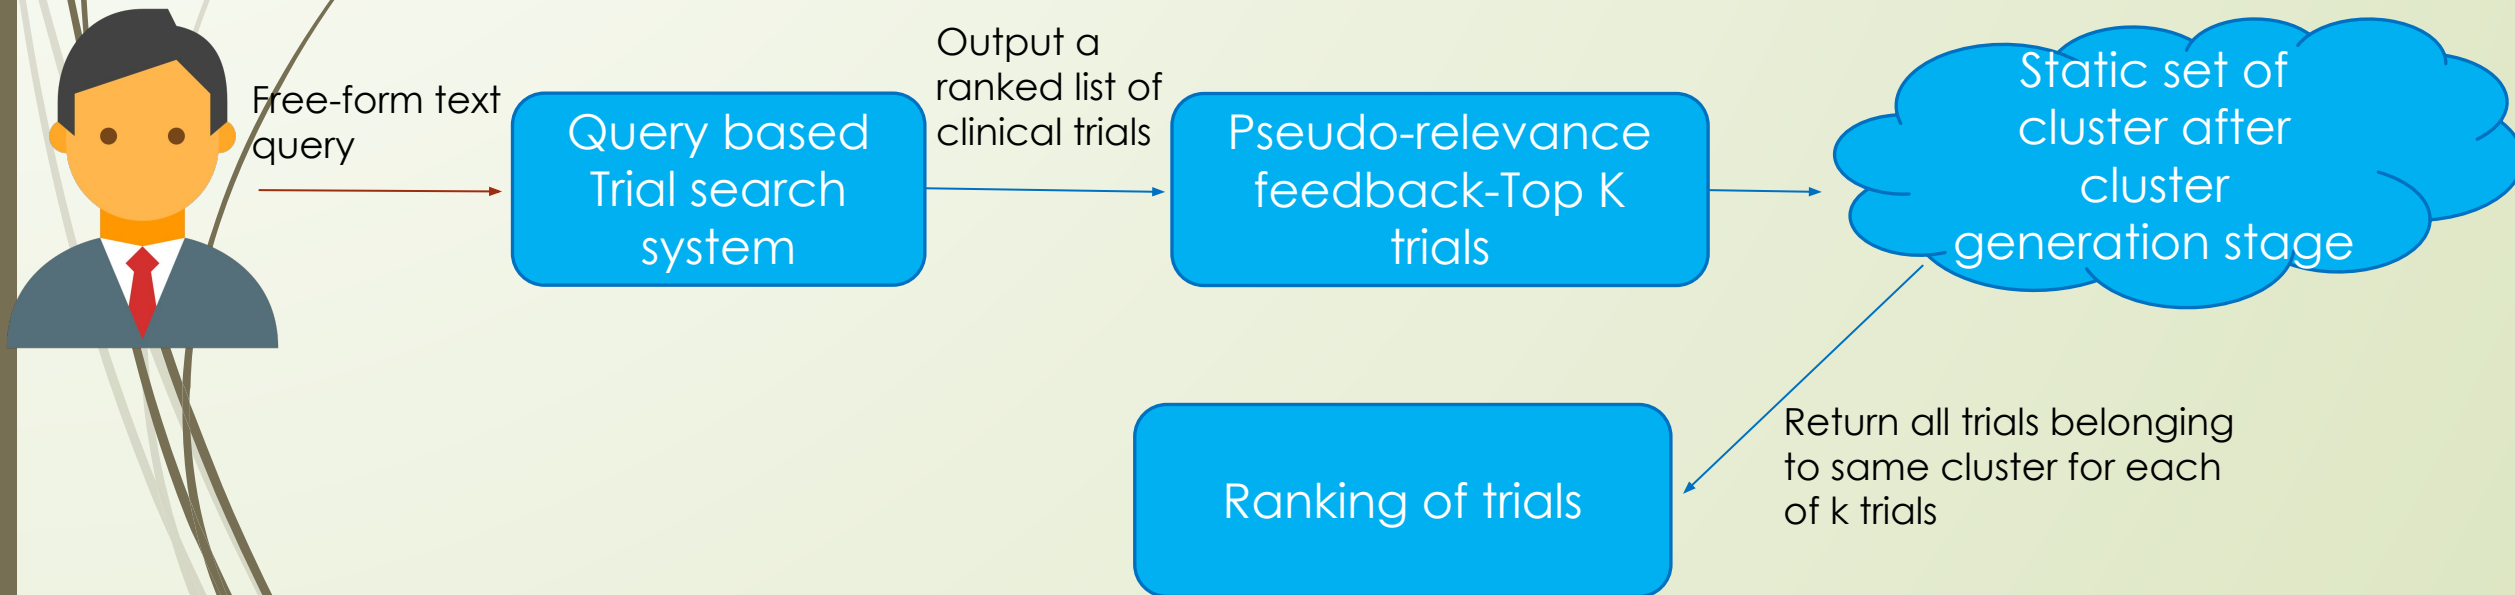 Free-form text
query
Query based
Trial search
system
Output a
ranked list of
clinical trials
Pseudo-relevance
feedback-Top K
trials
Static set of
cluster after
cluster
generation stage
Return all trials belonging
to same cluster for each
of k trials
Ranking of trials